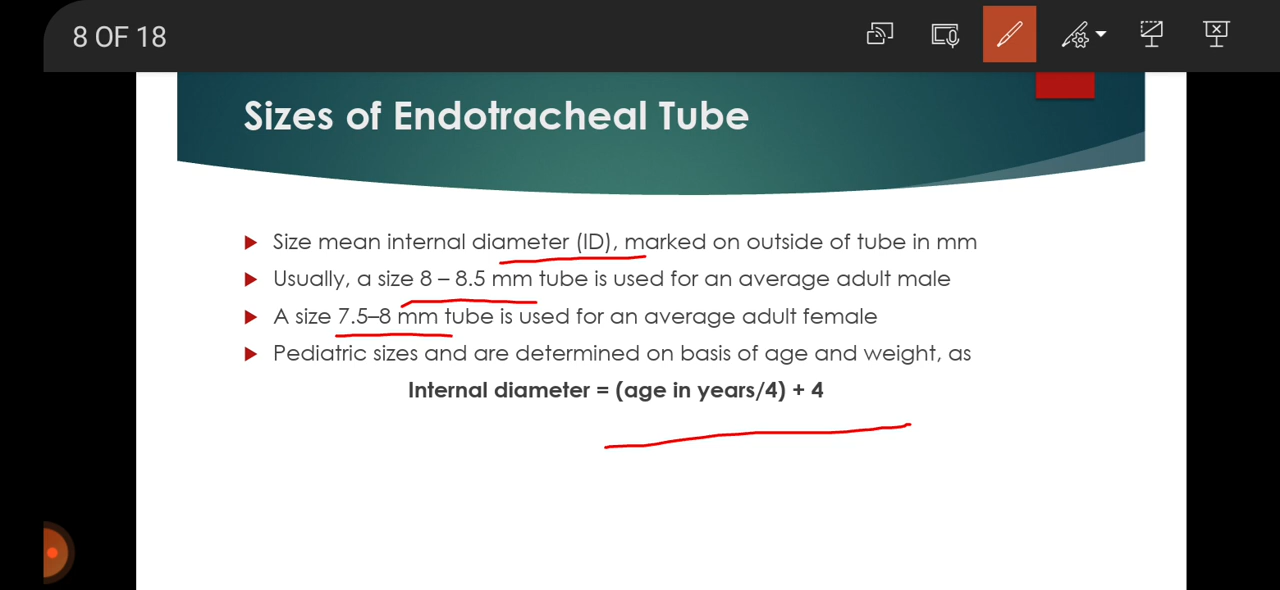 8 OF 18
Sizes of Endotracheal Tube
Size mean internal diameter (ID), marked on outside of tube in mm
Usually, a size 8 – 8.5 mm tube is used for an average adult male
A size 7.5–8 mm tube is used for an average adult female
Pediatric sizes and are determined on basis of age and weight, as
Internal diameter = (age in years/4) + 4